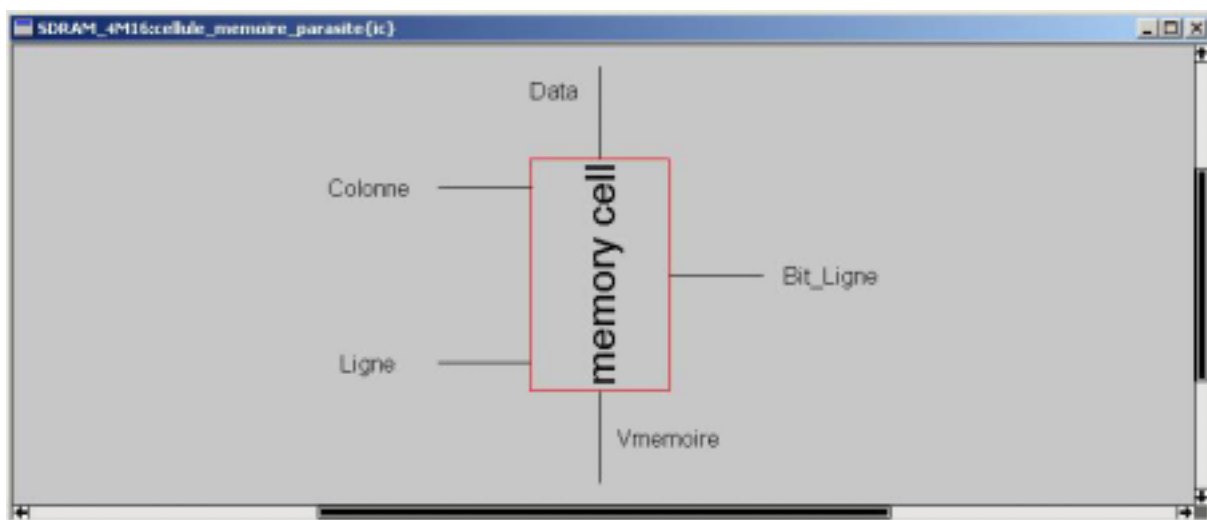 SDRAM_4M16:cellule_memoire_parasite{ic}
Data
Colonne
memory cell
Bit_Ligne
Ligne
Vmemoire